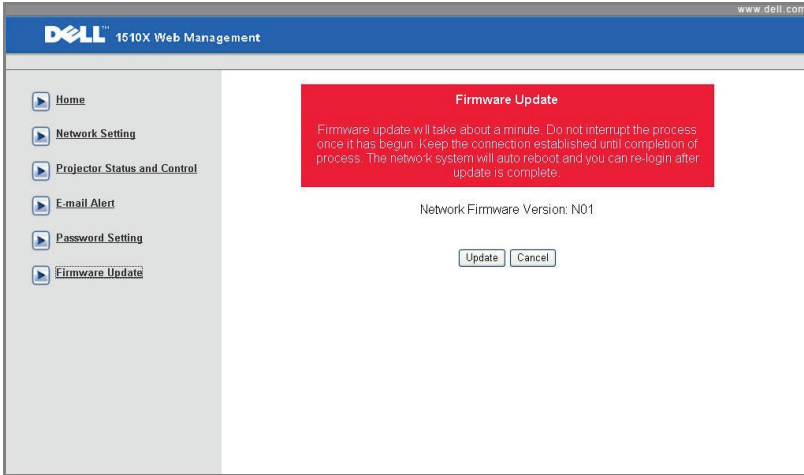 www.dell.com
DELL™ 1510X Web Management
Home
Network Setting
Projector Status and Control
E-mail Alert
Password Setting
Firmware Update
Firmware Update
Firmware update will take about a minute. Do not interrupt the process
once it has begun. Keep the connection established until completion of
process. The network system will auto reboot and you can re-login after
update is complete.
Network Firmware Version: N01
Update Cancel